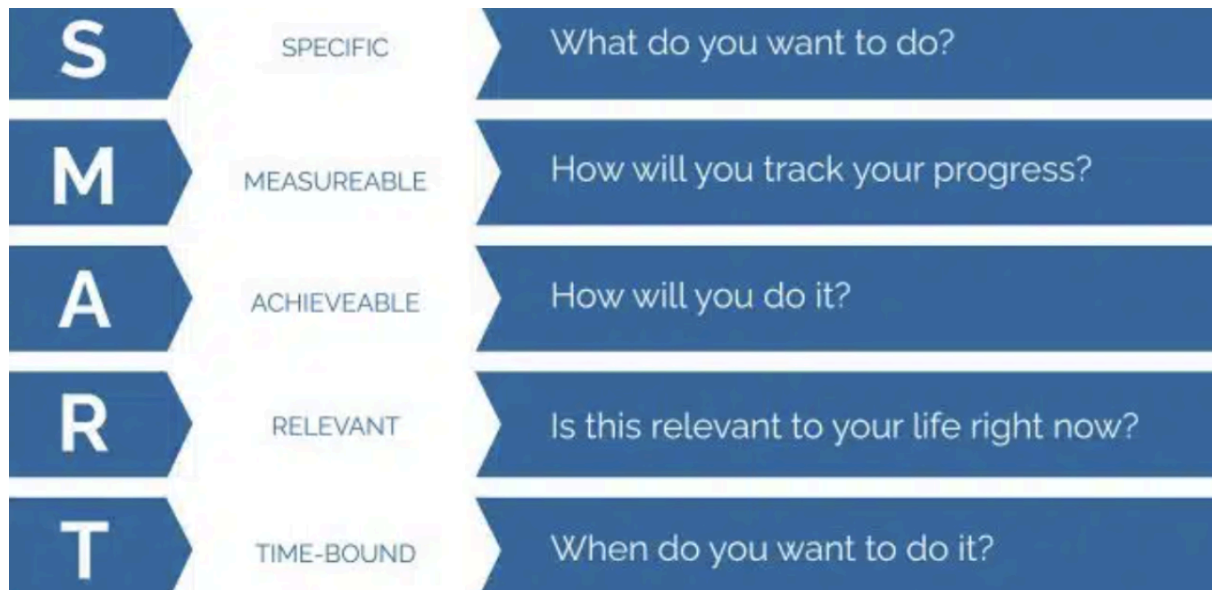 S SPECIFIC What do you want to do?
M MEASUREABLE How will you track your progress?
A ACHIEVEABLE How will you do it?
R RELEVANT Is this relevant to your life right now?
T TIME-BOUND When do you want to do it?